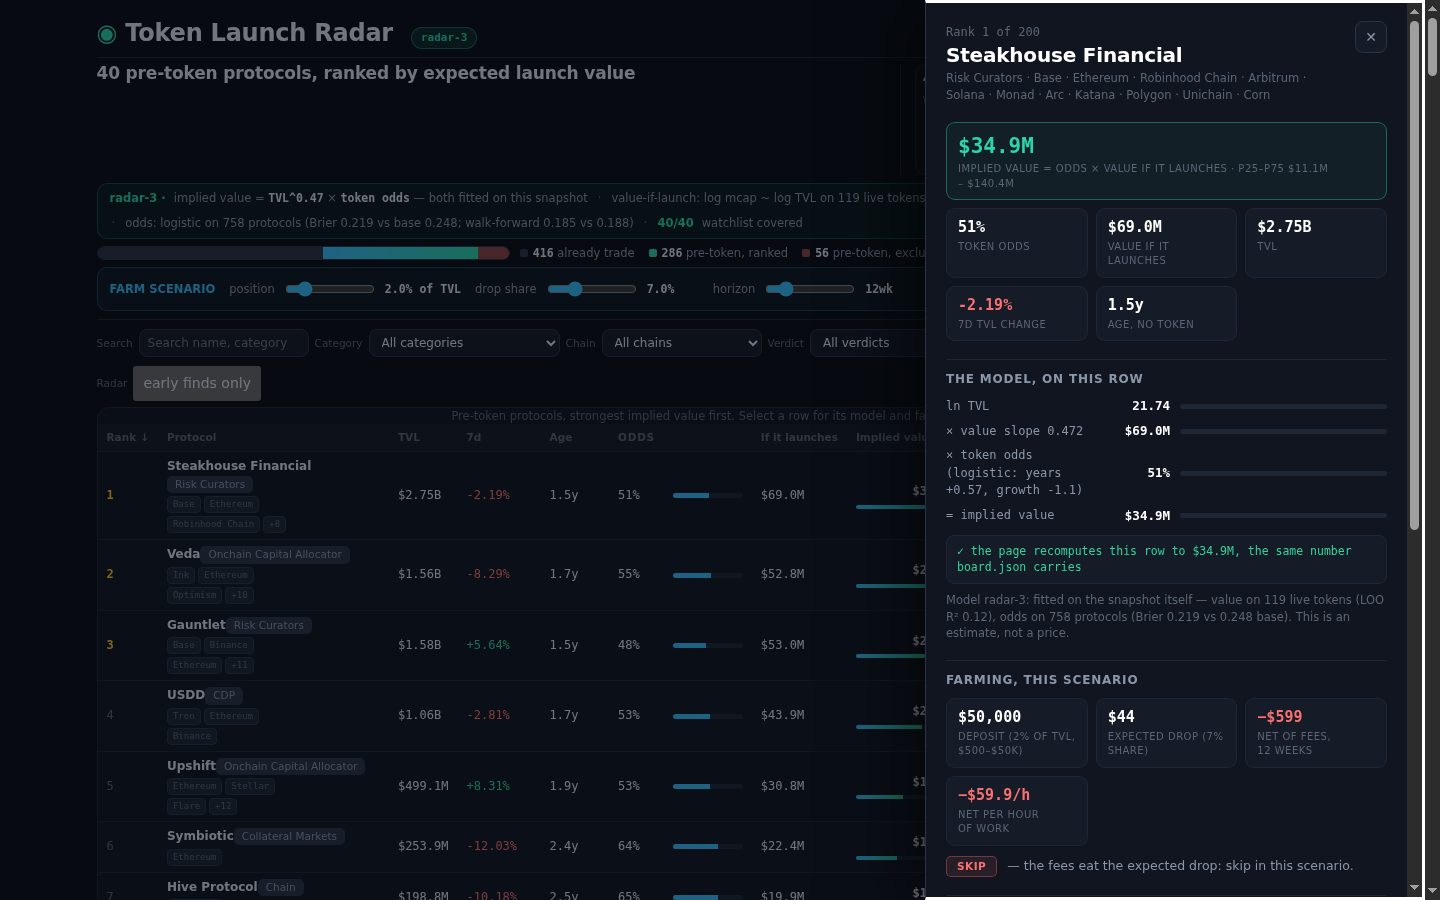 ◉ Token Launch Radar radar-3
40 pre-token protocols, ranked by expected launch value
radar-3 · implied value = TVL^0.47 × token odds — both fitted on this snapshot · value-if-launch: log mcap ~ log TVL on 119 live tokens
· odds: logistic on 758 protocols (Brier 0.219 vs base 0.248; walk-forward 0.185 vs 0.188) · 40/40 watchlist covered
416 already trade 286 pre-token, ranked 56 pre-token, exclu
FARM SCENARIO position 2.0% of TVL drop share 7.0% horizon 12wk
Search Search name, category Category All categories Chain All chains Verdict All verdicts
Radar early finds only
Pre-token protocols, strongest implied value first. Select a row for its model and fa
Rank ↓ Protocol TVL 7d Age ODDS If it launches Implied valu
1 Steakhouse Financial Risk Curators $2.75B -2.19% 1.5y 51% $69.0M $3
Base Ethereum
Robinhood Chain +8
2 Veda Onchain Capital Allocator $1.56B -8.29% 1.7y 55% $52.8M $2
Ink Ethereum
Optimism +10
3 Gauntlet Risk Curators $1.58B +5.64% 1.5y 48% $53.0M $2
Base Binance
Ethereum +11
4 USDD CDP $1.06B -2.81% 1.7y 53% $43.9M $2
Tron Ethereum
Binance
5 Upshift Onchain Capital Allocator $499.1M +8.31% 1.9y 53% $30.8M $1
Ethereum Stellar
Flare +12
6 Symbiotic Collateral Markets $253.9M -12.03% 2.4y 64% $22.4M $1
Ethereum
7 Hive Protocol Chain $198.8M -10.18% 2.5y 65% $19.9M $1
Rank 1 of 200
×
Steakhouse Financial
Risk Curators · Base · Ethereum · Robinhood Chain · Arbitrum ·
Solana · Monad · Arc · Katana · Polygon · Unichain · Corn
$34.9M
IMPLIED VALUE = ODDS × VALUE IF IT LAUNCHES · P25–P75 $11.1M
– $140.4M
51%
TOKEN ODDS
$69.0M
VALUE IF IT
LAUNCHES
$2.75B
TVL
-2.19%
7D TVL CHANGE
1.5y
AGE, NO TOKEN
THE MODEL, ON THIS ROW
ln TVL 21.74
× value slope 0.472 $69.0M
× token odds
(logistic: years 51%
+0.57, growth -1.1)
= implied value $34.9M
✓ the page recomputes this row to $34.9M, the same number
board.json carries
Model radar-3: fitted on the snapshot itself — value on 119 live tokens (LOO
R² 0.12), odds on 758 protocols (Brier 0.219 vs 0.248 base). This is an
estimate, not a price.
FARMING, THIS SCENARIO
$50,000
DEPOSIT (2% OF TVL,
$500–$50K)
$44
EXPECTED DROP (7%
SHARE)
−$599
NET OF FEES,
12 WEEKS
−$59.9/h
NET PER HOUR
OF WORK
SKIP — the fees eat the expected drop: skip in this scenario.